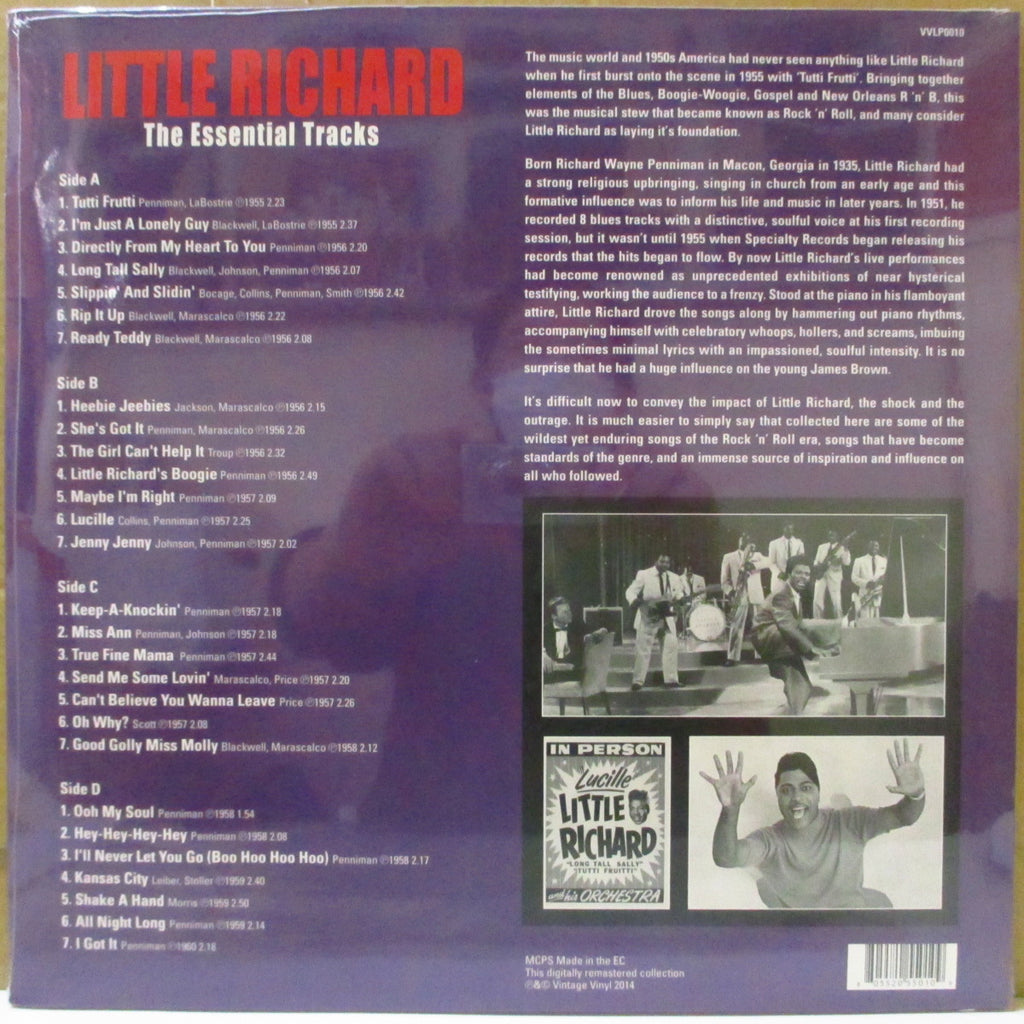 VVLP0010
LITTLE RICHARD
The Essential Tracks
Side A
1. Tutti Frutti Penniman, LaBostrie ℗1955 2.23
2. I'm Just A Lonely Guy Blackwell, LaBostrie ℗1955 2.37
3. Directly From My Heart To You Penniman ℗1956 2.20
4. Long Tall Sally Blackwell, Johnson, Penniman ℗1956 2.07
5. Slippin' And Slidin' Bocage, Collins, Penniman, Smith ℗1956 2.42
6. Rip It Up Blackwell, Marascalco ℗1956 2.22
7. Ready Teddy Blackwell, Marascalco ℗1956 2.08
Side B
1. Heebie Jeebies Jackson, Marascalco ℗1956 2.15
2. She's Got It Penniman, Marascalco ℗1956 2.26
3. The Girl Can't Help It Troup ℗1956 2.32
4. Little Richard's Boogie Penniman ℗1956 2.49
5. Maybe I'm Right Penniman ℗1957 2.09
6. Lucille Collins, Penniman ℗1957 2.25
7. Jenny Jenny Johnson, Penniman ℗1957 2.02
Side C
1. Keep-A-Knockin' Penniman ℗1957 2.18
2. Miss Ann Penniman, Johnson ℗1957 2.18
3. True Fine Mama Penniman ℗1957 2.44
4. Send Me Some Lovin' Marascalco, Price ℗1957 2.20
5. Can't Believe You Wanna Leave Price ℗1957 2.26
6. Oh Why? Scott ℗1957 2.08
7. Good Golly Miss Molly Blackwell, Marascalco ℗1958 2.12
Side D
1. Ooh My Soul Penniman ℗1958 1.54
2. Hey-Hey-Hey-Hey Penniman ℗1958 2.08
3. I'll Never Let You Go (Boo Hoo Hoo Hoo) Penniman ℗1958 2.17
4. Kansas City Leiber, Stoller ℗1959 2.40
5. Shake A Hand Morris ℗1959 2.50
6. All Night Long Penniman ℗1959 2.14
7. I Got It Penniman ℗1960 2.18
The music world and 1950s America had never seen anything like Little Richard
when he first burst onto the scene in 1955 with 'Tutti Frutti'. Bringing together
elements of the Blues, Boogie-Woogie, Gospel and New Orleans R 'n' B, this
was the musical stew that became known as Rock 'n' Roll, and many consider
Little Richard as laying it's foundation.
Born Richard Wayne Penniman in Macon, Georgia in 1935, Little Richard had
a strong religious upbringing, singing in church from an early age and this
formative influence was to inform his life and music in later years. In 1951, he
recorded 8 blues tracks with a distinctive, soulful voice at his first recording
session, but it wasn't until 1955 when Specialty Records began releasing his
records that the hits began to flow. By now Little Richard's live performances
had become renowned as unprecedented exhibitions of near hysterical
testifying, working the audience to a frenzy. Stood at the piano in his flamboyant
attire, Little Richard drove the songs along by hammering out piano rhythms,
accompanying himself with celebratory whoops, hollers, and screams, imbuing
the sometimes minimal lyrics with an impassioned, soulful intensity. It is no
surprise that he had a huge influence on the young James Brown.
It's difficult now to convey the impact of Little Richard, the shock and the
outrage. It is much easier to simply say that collected here are some of the
wildest yet enduring songs of the Rock 'n' Roll era, songs that have become
standards of the genre, and an immense source of inspiration and influence on
all who followed.
IN PERSON
"Lucille"
LITTLE
RICHARD
"LONG TALL SALLY"
"TUTTI FRUITTI"
and his ORCHESTRA
MCPS Made in the EC
This digitally remastered collection
℗&© Vintage Vinyl 2014